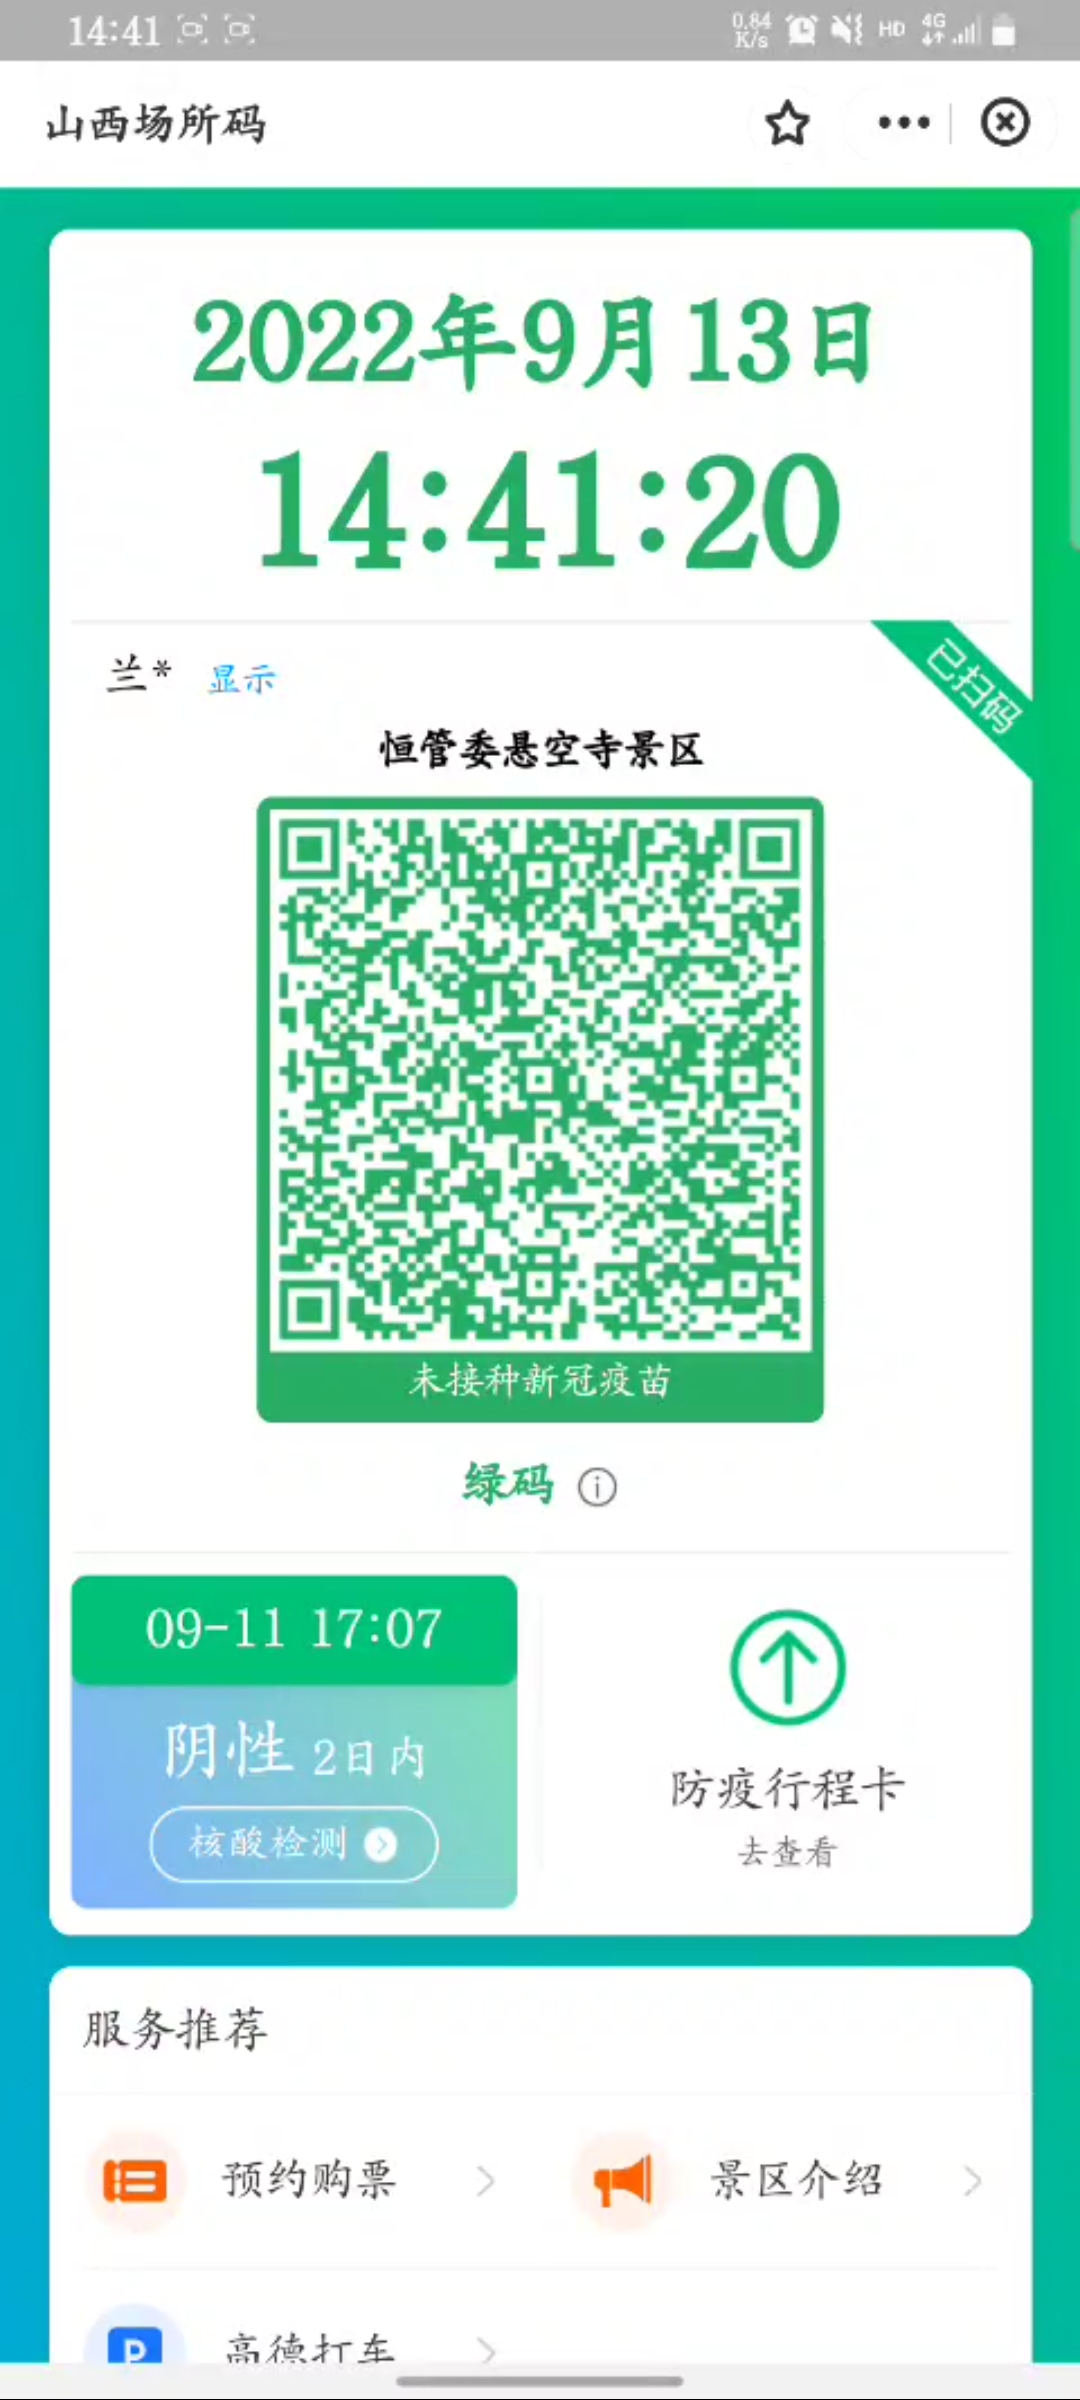 14:41
0.84
K/s
HD
4G
山西场所码
2022年9月13日
14:41:20
已扫码
兰* 显示
恒管委悬空寺景区
未接种新冠疫苗
绿码
09-11 17:07
阴性 2日内
核酸检测
防疫行程卡
去查看
服务推荐
预约购票
景区介绍
P
高德打车